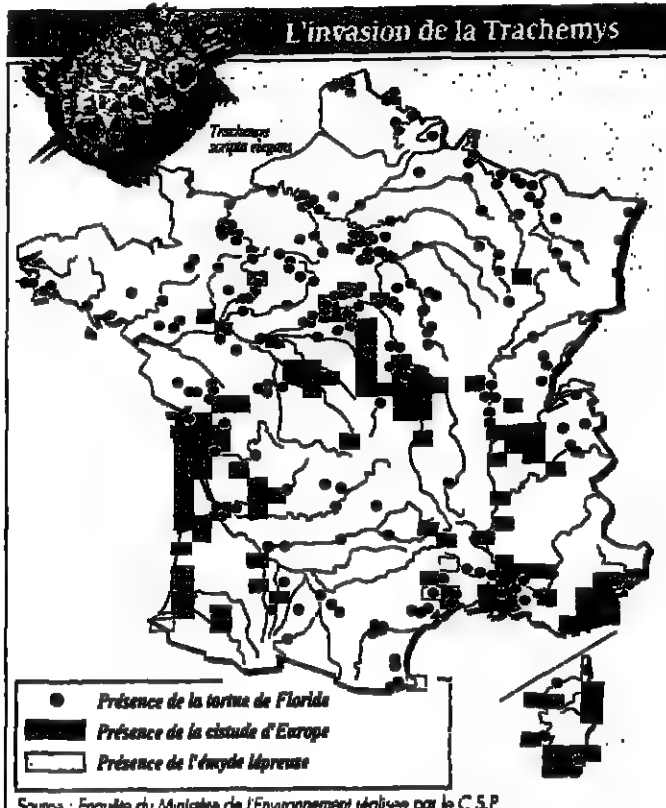 L'invasion de la Trachemys
Trachemys
scripta elegans
Présence de la tortue de Floride
Présence de la cistude d'Europe
Présence de l'émyde lépreuse
Source : Enquête du Ministère de l'Environnement réalisée par le C.S.P.